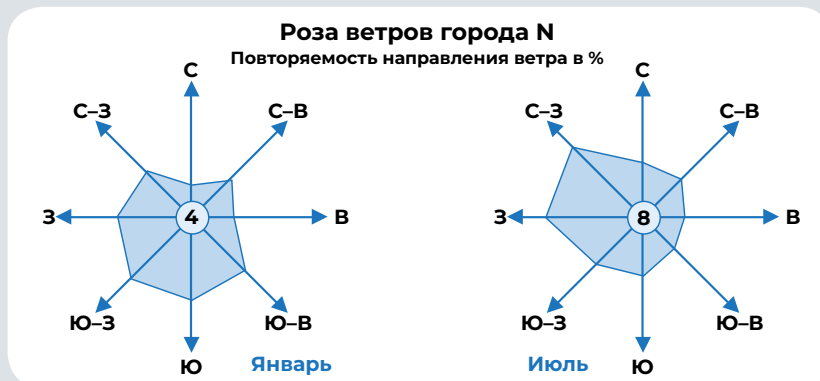 Роза ветров города N
Повторяемость направления ветра в %
С
С–З
С–В
З
4
В
Ю–З
Ю–В
Ю
Январь
С
С–З
С–В
З
8
В
Ю–З
Ю–В
Ю
Июль